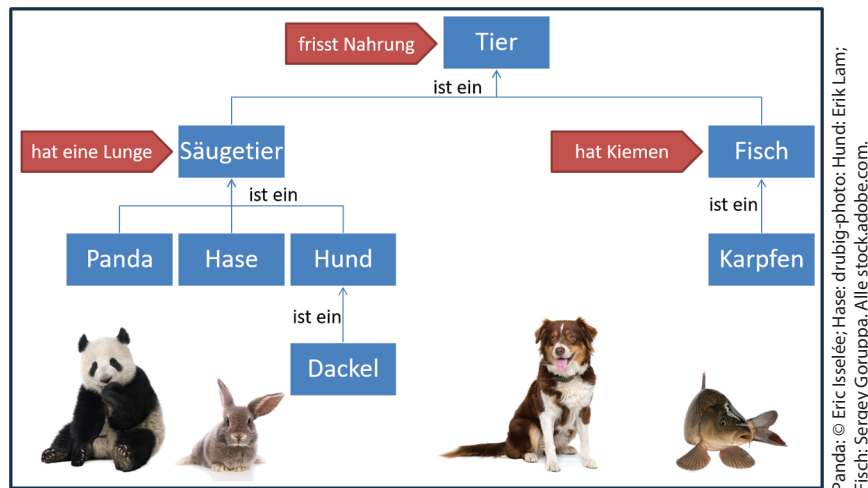 frisst Nahrung
Tier
ist ein
hat eine Lunge
Säugetier
hat Kiemen
Fisch
ist ein
ist ein
Panda
Hase
Hund
Karpfen
ist ein
Dackel
Panda: © Eric Isselée; Hase: drubig-photo: Hund: Erik Lam;
Fisch: Sergey Goruppa. Alle stock.adobe.com.